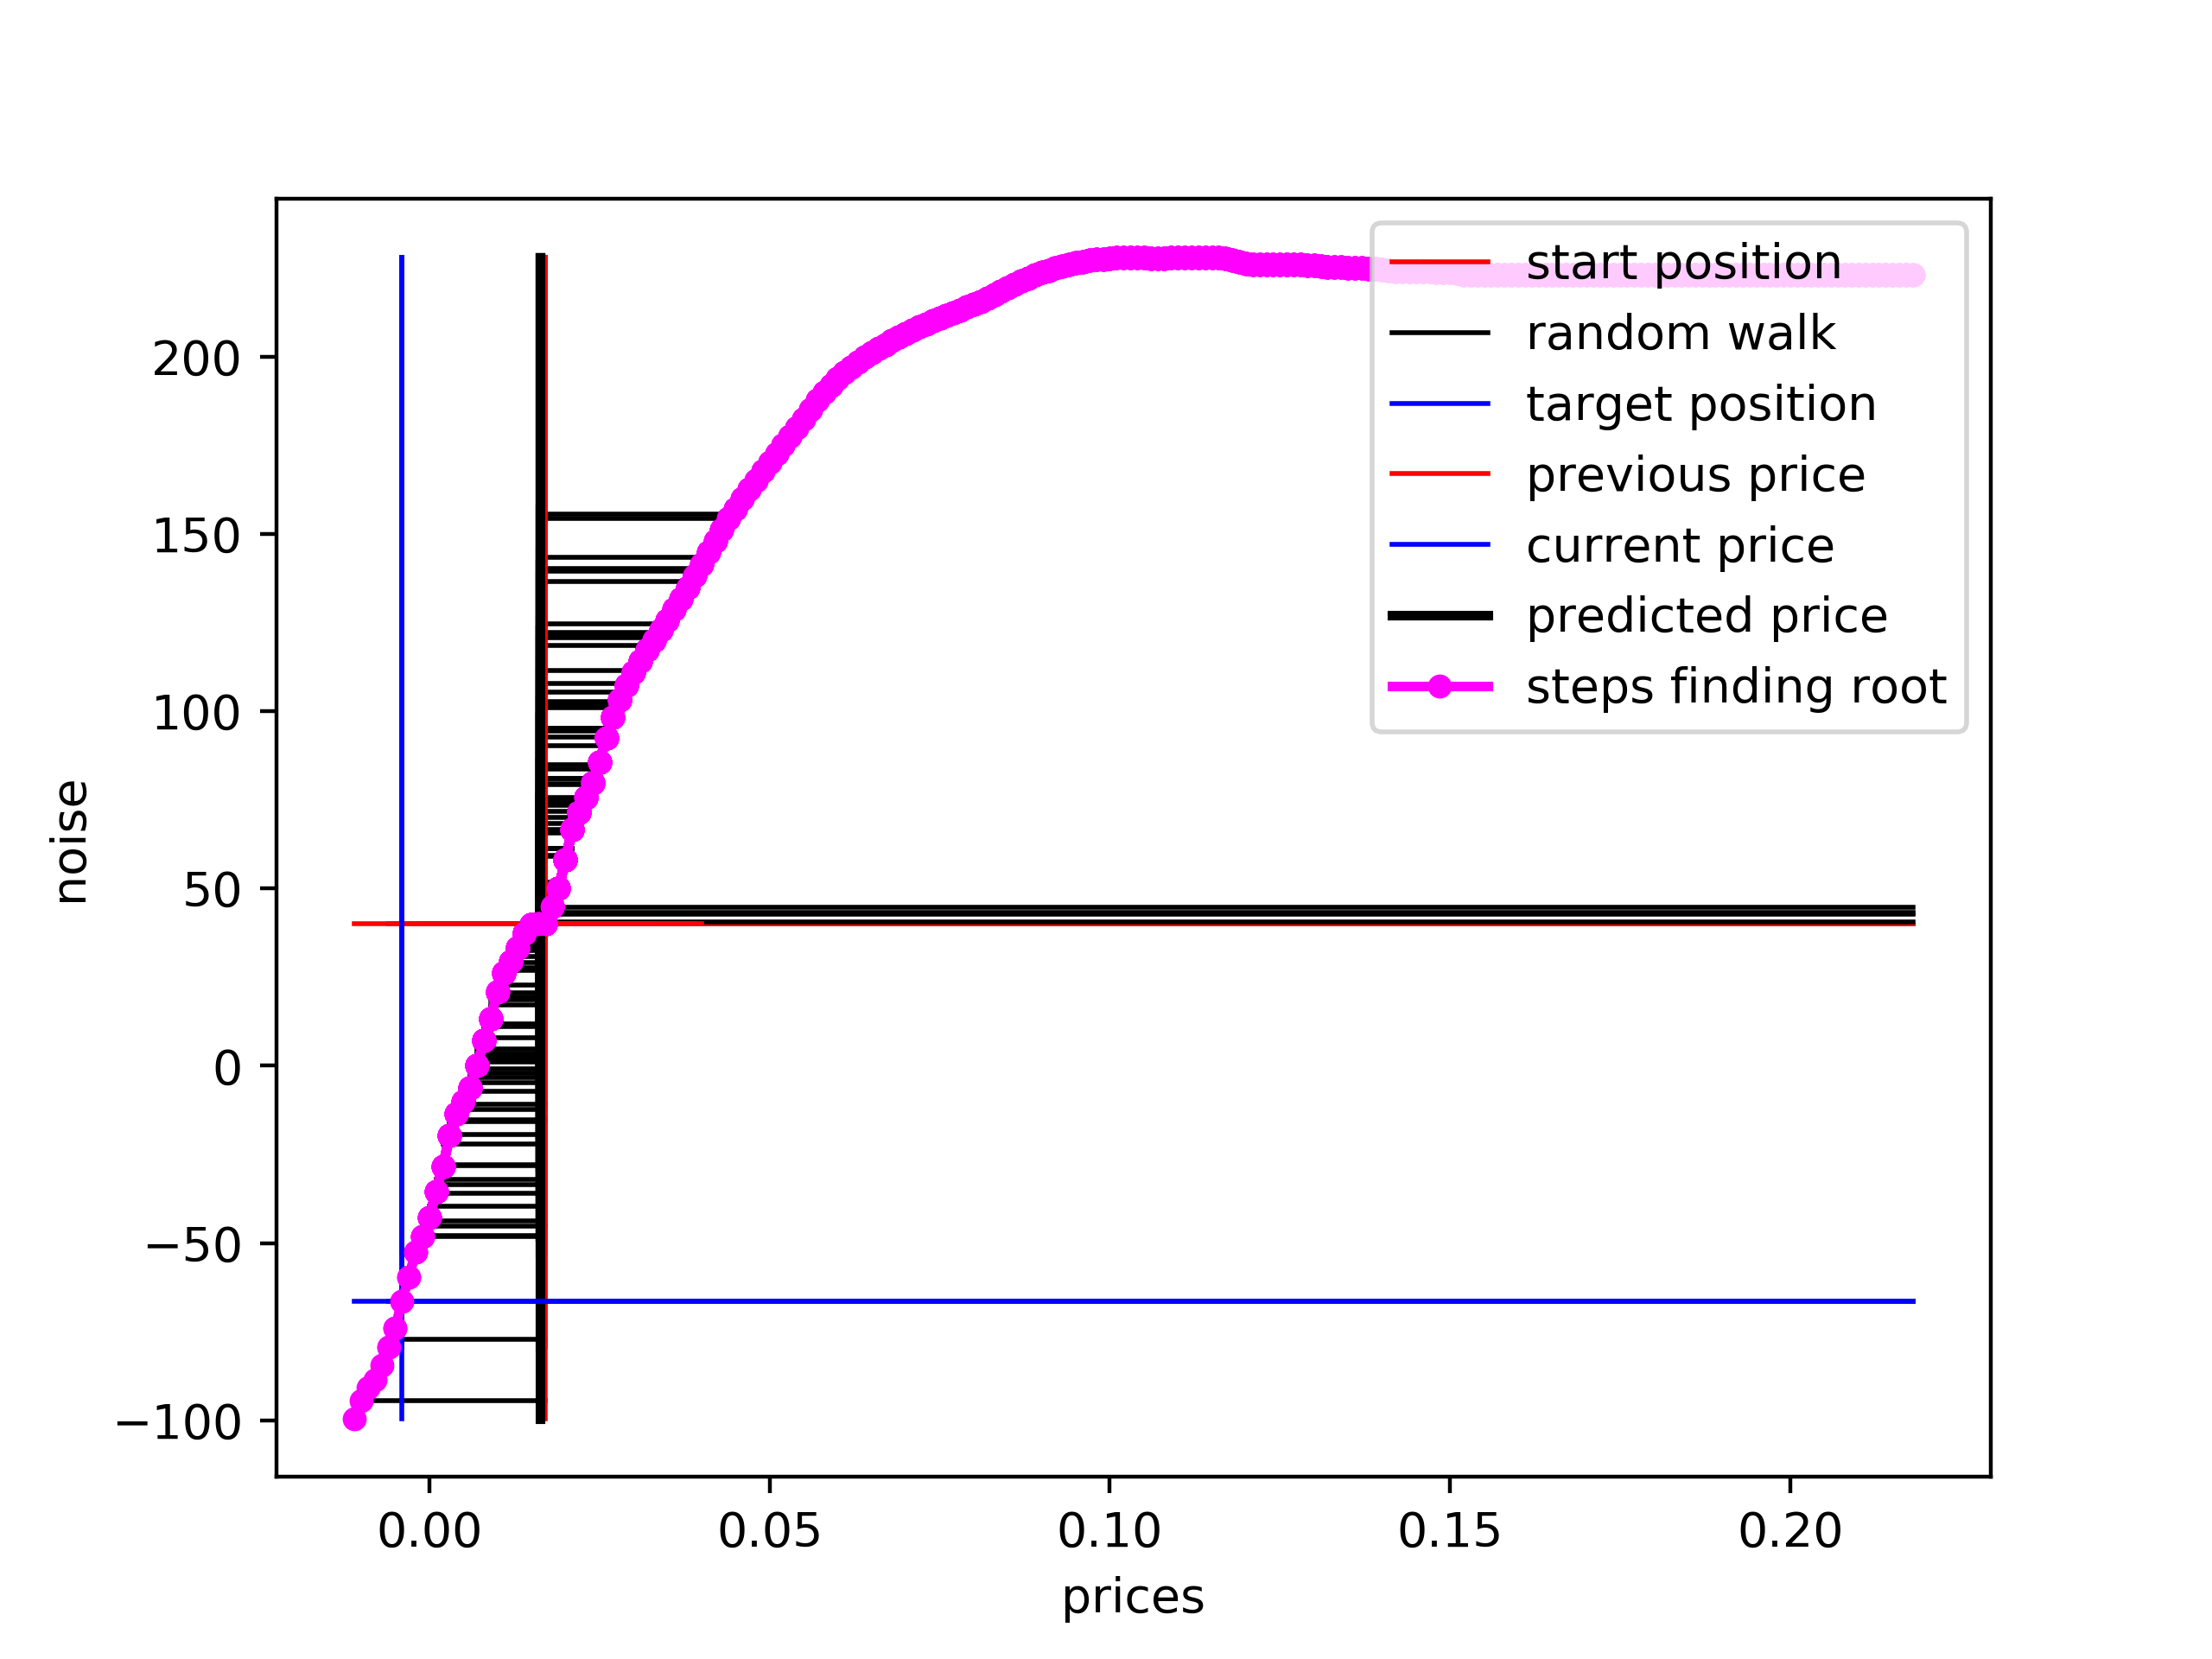 start position
random walk
target position
previous price
current price
predicted price
steps finding root
200
150
100
50
0
−50
−100
noise
0.00 0.05 0.10 0.15 0.20
prices